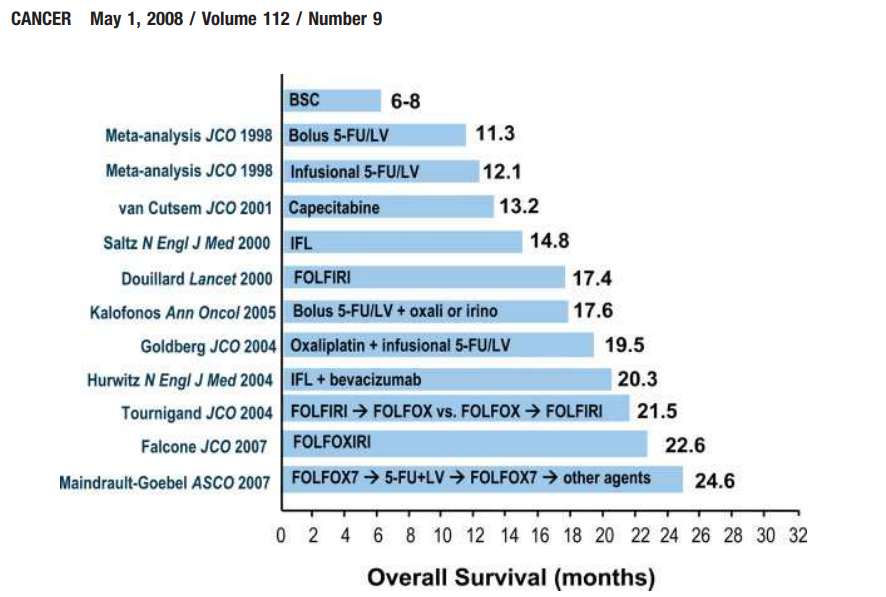 CANCER May 1, 2008 / Volume 112 / Number 9
BSC 6-8
Meta-analysis JCO 1998 Bolus 5-FU/LV 11.3
Meta-analysis JCO 1998 Infusional 5-FU/LV 12.1
van Cutsem JCO 2001 Capecitabine 13.2
Saltz N Engl J Med 2000 IFL 14.8
Douillard Lancet 2000 FOLFIRI 17.4
Kalofonos Ann Oncol 2005 Bolus 5-FU/LV + oxali or irino 17.6
Goldberg JCO 2004 Oxaliplatin + infusional 5-FU/LV 19.5
Hurwitz N Engl J Med 2004 IFL + bevacizumab 20.3
Tournigand JCO 2004 FOLFIRI → FOLFOX vs. FOLFOX → FOLFIRI 21.5
Falcone JCO 2007 FOLFOXIRI 22.6
Maindrault-Goebel ASCO 2007 FOLFOX7 → 5-FU+LV → FOLFOX7 → other agents 24.6
0 2 4 6 8 10 12 14 16 18 20 22 24 26 28 30 32
Overall Survival (months)